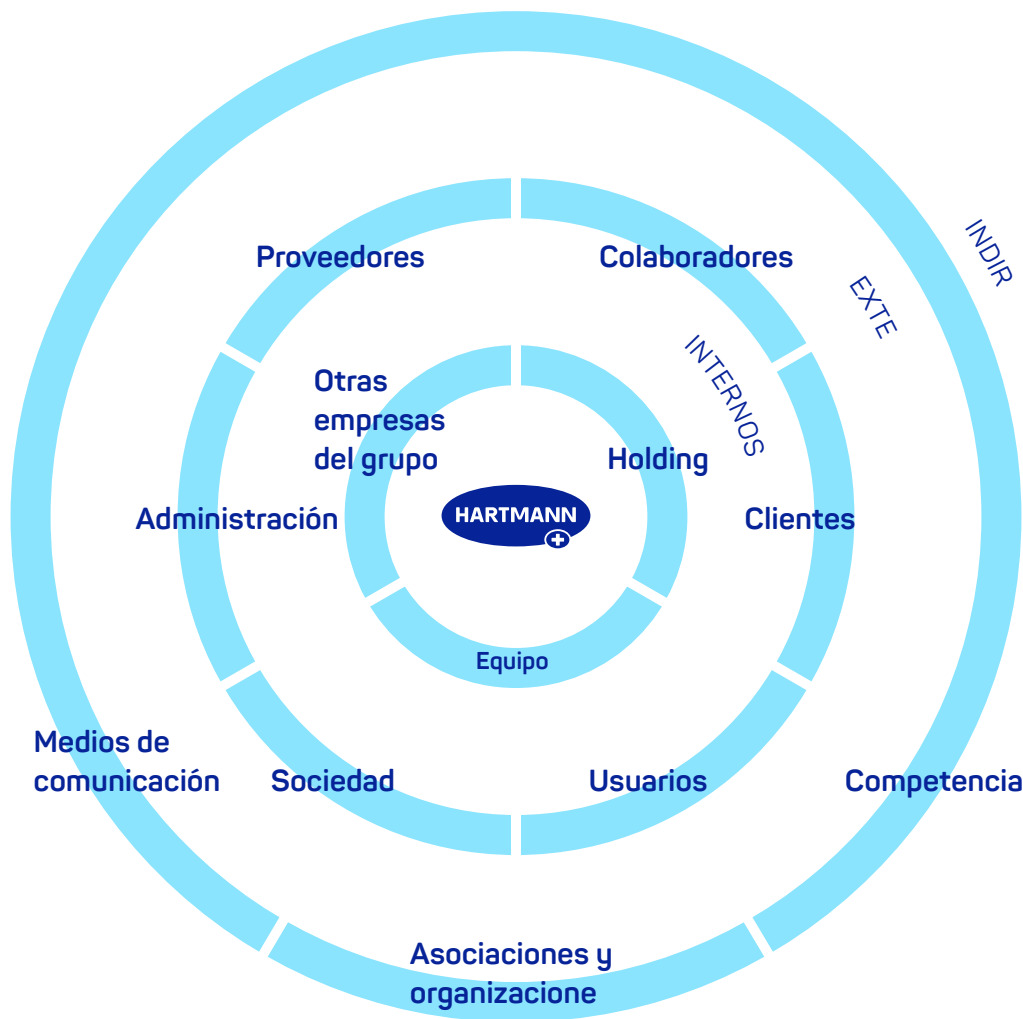 INDIR
EXTE
INTERNOS
Proveedores
Colaboradores
Otras
empresas
del grupo
Holding
Administración
HARTMANN
Clientes
Equipo
Medios de
comunicación
Sociedad
Usuarios
Competencia
Asociaciones y
organizacione